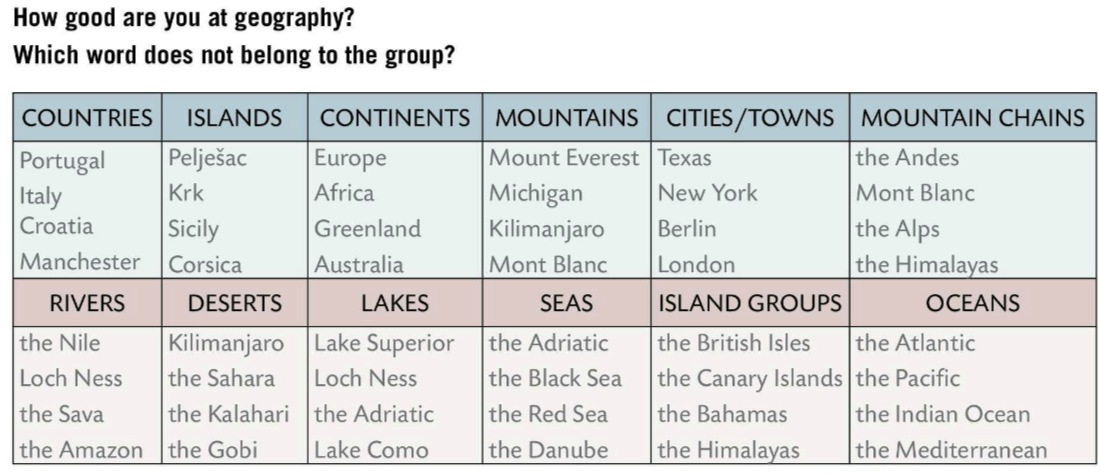 How good are you at geography?
Which word does not belong to the group?
COUNTRIES ISLANDS CONTINENTS MOUNTAINS CITIES/TOWNS MOUNTAIN CHAINS
Portugal Pelješac Europe Mount Everest Texas the Andes
Italy Krk Africa Michigan New York Mont Blanc
Croatia Sicily Greenland Kilimanjaro Berlin the Alps
Manchester Corsica Australia Mont Blanc London the Himalayas
RIVERS DESERTS LAKES SEAS ISLAND GROUPS OCEANS
the Nile Kilimanjaro Lake Superior the Adriatic the British Isles the Atlantic
Loch Ness the Sahara Loch Ness the Black Sea the Canary Islands the Pacific
the Sava the Kalahari the Adriatic the Red Sea the Bahamas the Indian Ocean
the Amazon the Gobi Lake Como the Danube the Himalayas the Mediterranean